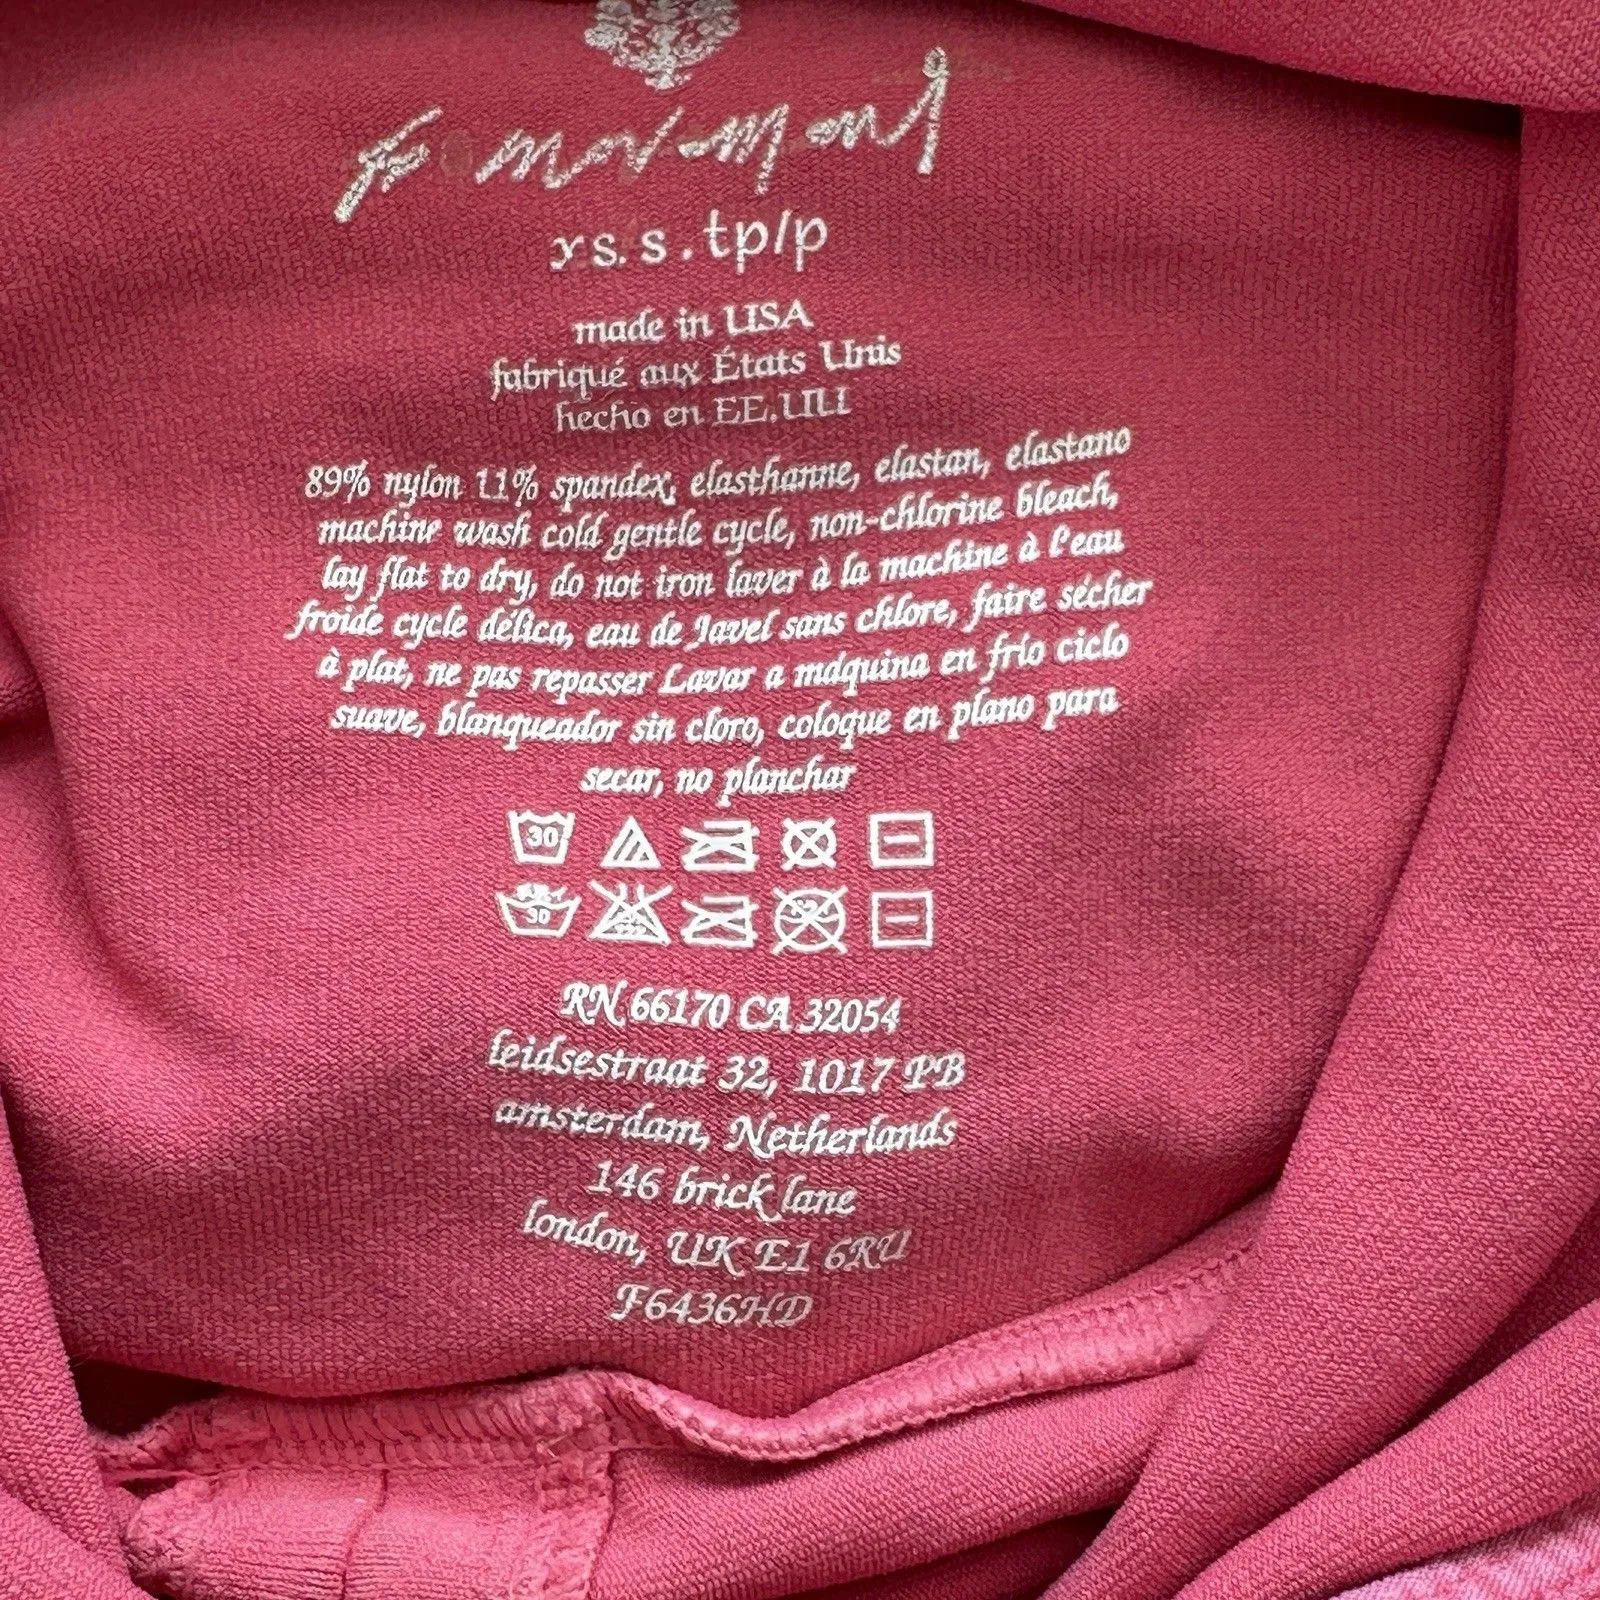 fp movement
xs.s.tp/p
made in USA
fabriqué aux États Unis
hecho en EE.UU
89% nylon 11% spandex, elasthanne, elastan, elastano
machine wash cold gentle cycle, non-chlorine bleach,
lay flat to dry, do not iron laver à la machine à l'eau
froide cycle délica, eau de Javel sans chlore, faire sécher
à plat, ne pas repasser Lavar a máquina en frío ciclo
suave, blanqueador sin cloro, coloque en plano para
secar, no planchar
30
30
RN 66170 CA 32054
leidsestraat 32, 1017 PB
amsterdam, Netherlands
146 brick lane
london, UK E1 6RU
F6436HD